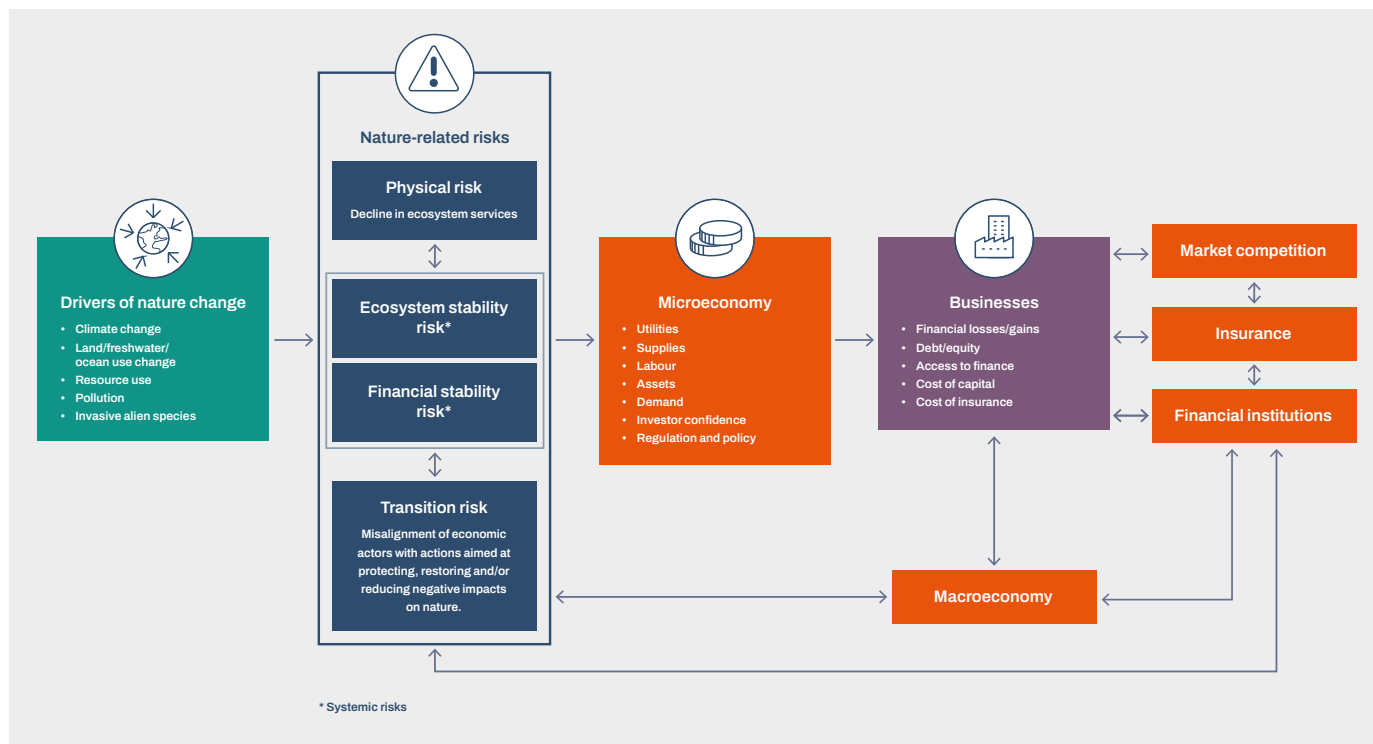 Nature-related risks
Physical risk
Decline in ecosystem services
Ecosystem stability
risk*
Financial stability
risk*
Transition risk
Misalignment of economic
actors with actions aimed at
protecting, restoring and/or
reducing negative impacts
on nature.
Drivers of nature change
• Climate change
• Land/freshwater/
ocean use change
• Resource use
• Pollution
• Invasive alien species
Microeconomy
• Utilities
• Supplies
• Labour
• Assets
• Demand
• Investor confidence
• Regulation and policy
Businesses
• Financial losses/gains
• Debt/equity
• Access to finance
• Cost of capital
• Cost of insurance
Market competition
Insurance
Financial institutions
Macroeconomy
* Systemic risks